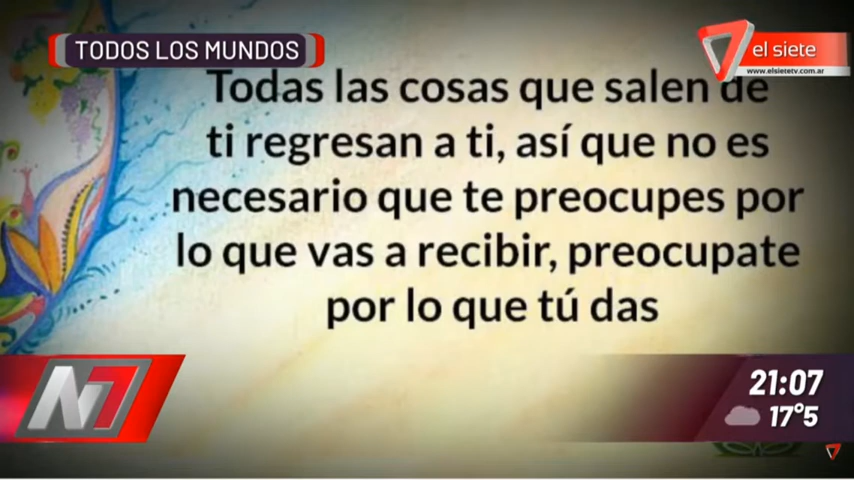 TODOS LOS MUNDOS
el siete
www.elsietetv.com.ar
Todas las cosas que salen de
ti regresan a ti, así que no es
necesario que te preocupes por
lo que vas a recibir, preocupate
por lo que tú das
N7
21:07
17°5